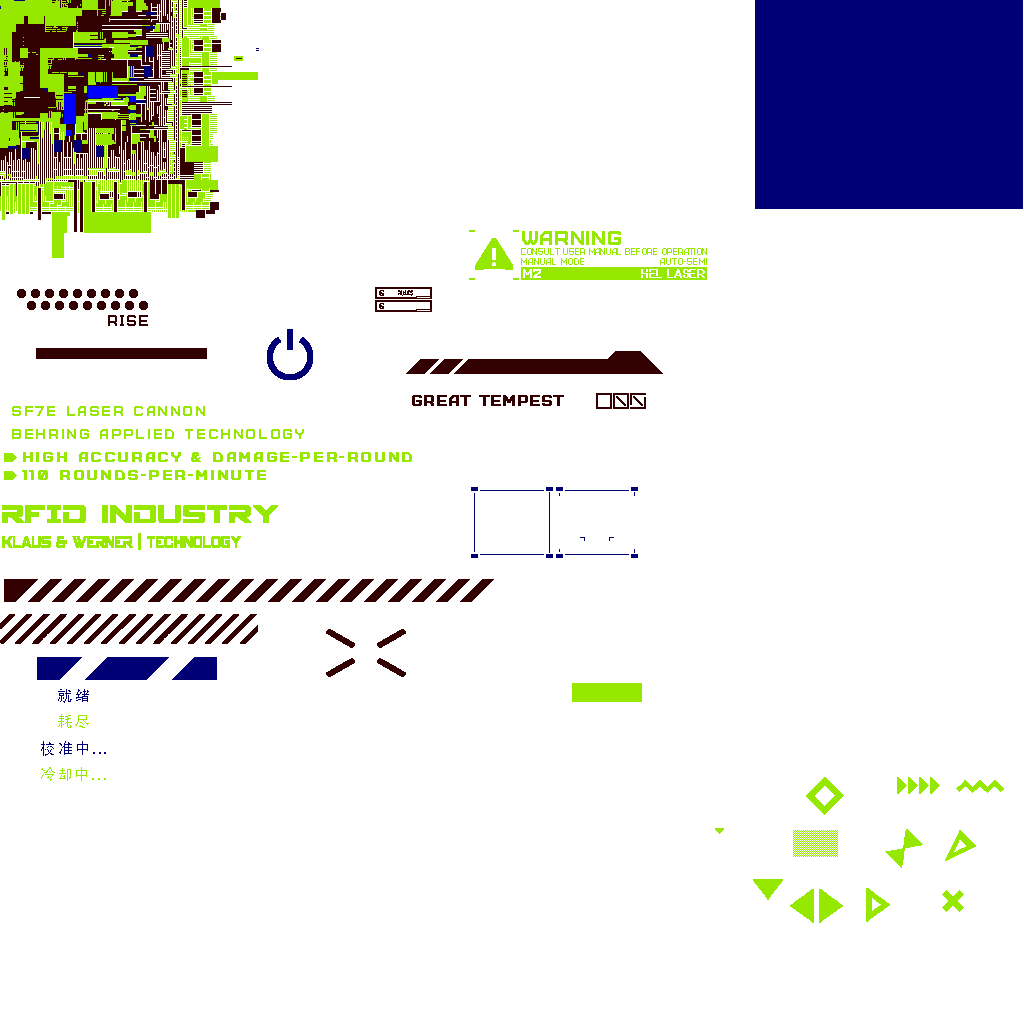 WARNING
CONSULT USER MANUAL BEFORE OPERATION
MANUAL MODE AUTO-SEMI
M2 HEL LASER
G
G
RISE
GREAT TEMPEST
SF7E LASER CANNON
BEHRING APPLIED TECHNOLOGY
HIGH ACCURACY & DAMAGE-PER-ROUND
110 ROUNDS-PER-MINUTE
RFID INDUSTRY
KLAUS & WERNER | TECHNOLOGY
就绪
耗尽
校准中...
冷却中...